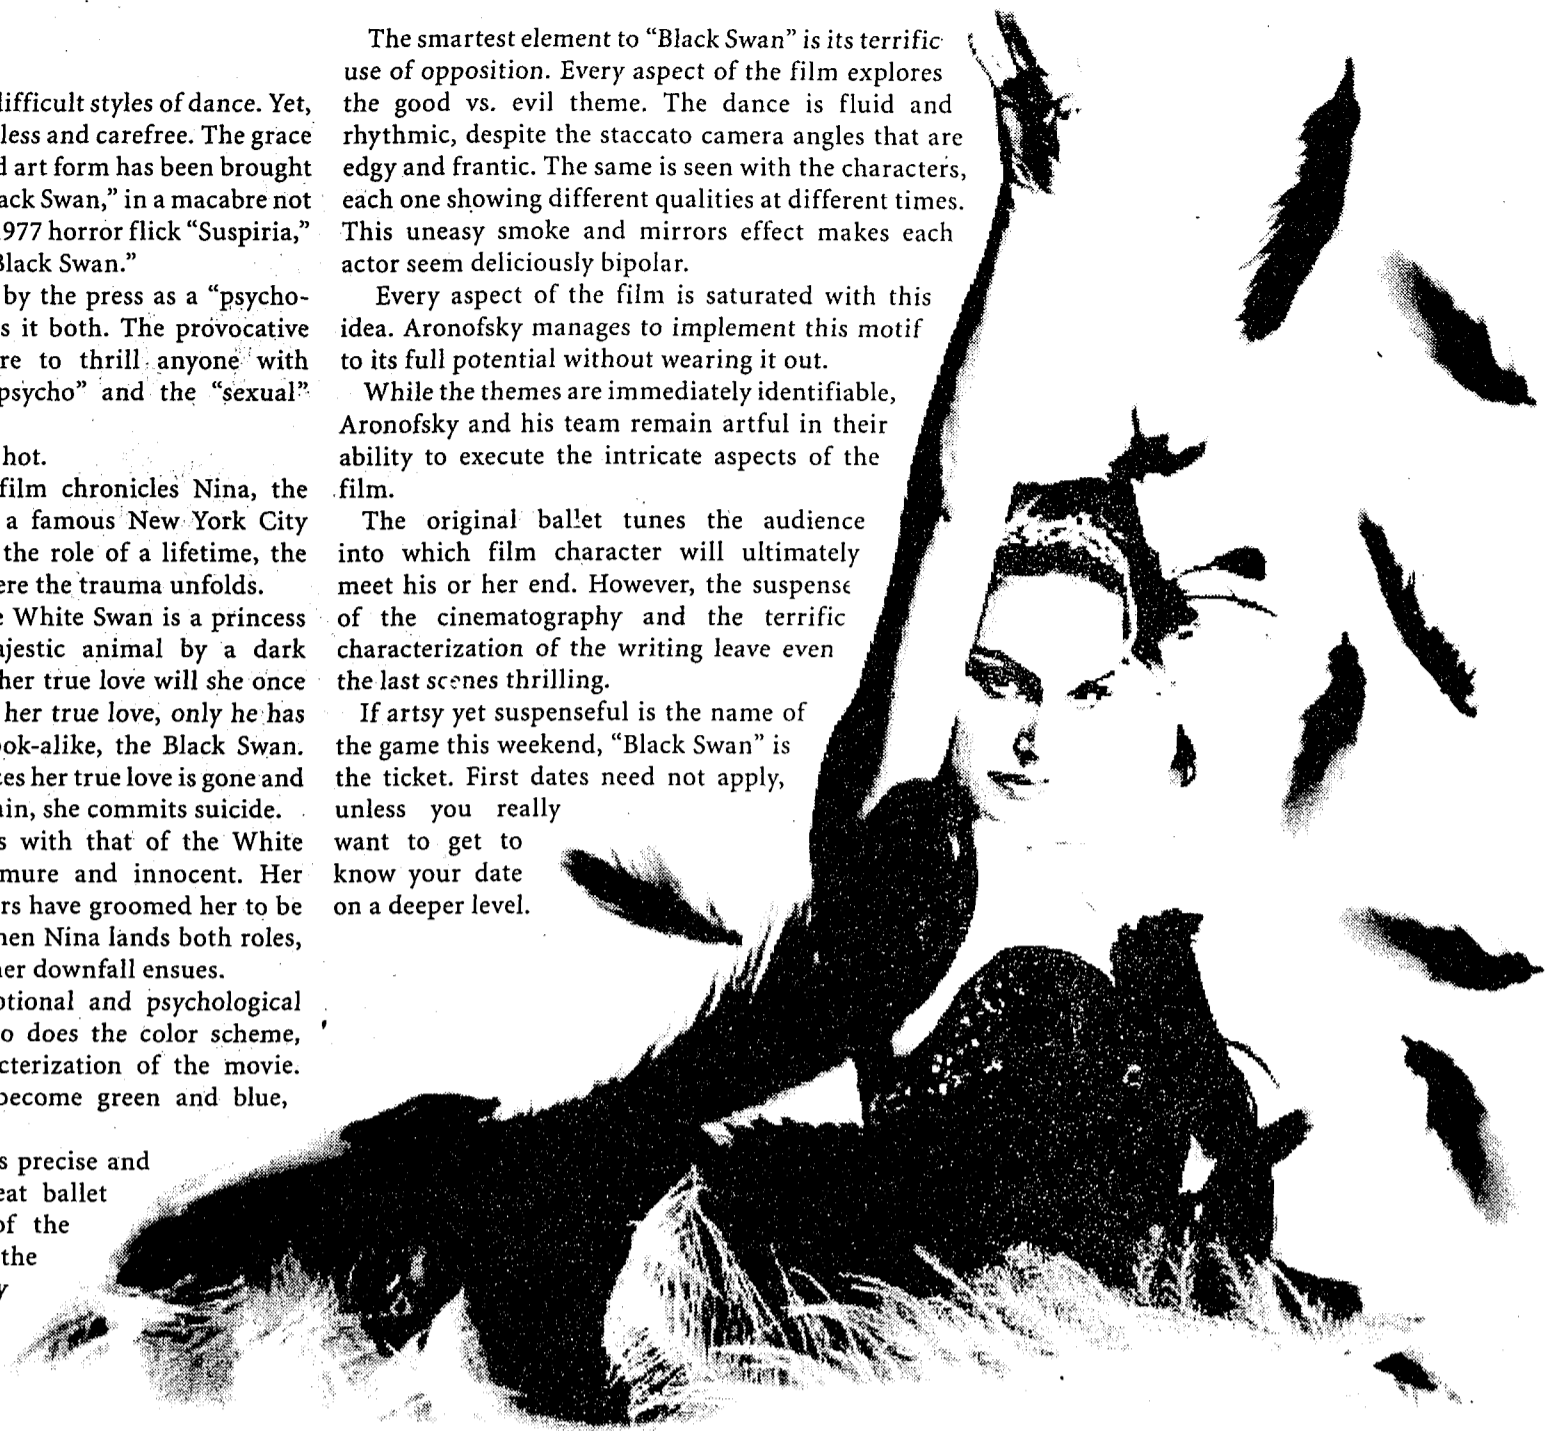 difficult styles of dance. Yet,
less and carefree. The grace
art form has been brought
Swan,” in a macabre not
1977 horror flick “Suspiria,”
Black Swan.”
by the press as a “psycho-
it both. The provocative
to thrill anyone with
psycho” and the “sexual”
hot.
film chronicles Nina, the
a famous New York City
the role of a lifetime, the
the trauma unfolds.
White Swan is a princess
animal by a dark
her true love will she once
her true love, only he has
the Black Swan.
her true love is gone and
she commits suicide.
with that of the White
and innocent. Her
have groomed her to be
Nina lands both roles,
her downfall ensues.
and psychological
does the color scheme,
of the movie.
become green and blue,
precise and
ballet
of the
the
The smartest element to “Black Swan” is its terrific
use of opposition. Every aspect of the film explores
the good vs. evil theme. The dance is fluid and
rhythmic, despite the staccato camera angles that are
edgy and frantic. The same is seen with the characters,
each one showing different qualities at different times.
This uneasy smoke and mirrors effect makes each
actor seem deliciously bipolar.
Every aspect of the film is saturated with this
idea. Aronofsky manages to implement this motif
to its full potential without wearing it out.
While the themes are immediately identifiable,
Aronofsky and his team remain artful in their
ability to execute the intricate aspects of the
film.
The original ballet tunes the audience
into which film character will ultimately
meet his or her end. However, the suspense
of the cinematography and the terrific
characterization of the writing leave even
the last scenes thrilling.
If artsy yet suspenseful is the name of
the game this weekend, “Black Swan” is
the ticket. First dates need not apply,
unless you really
want to get to
know your date
on a deeper level.